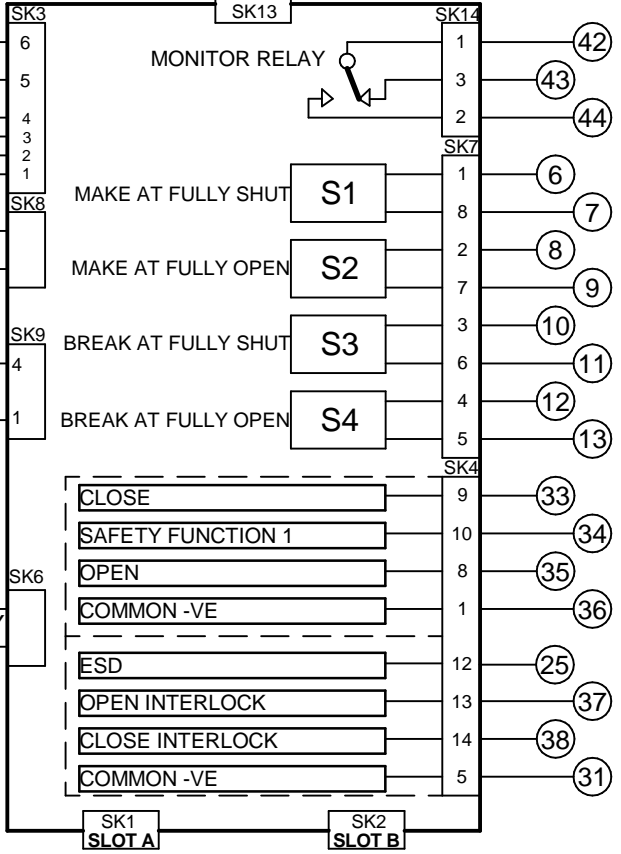 SK3
SK13
SK14
6
MONITOR RELAY
1
42
5
3
43
4
2
44
3
2
1
SK7
MAKE AT FULLY SHUT
S1
1
6
8
7
SK8
MAKE AT FULLY OPEN
S2
2
8
7
9
SK9
BREAK AT FULLY SHUT
S3
3
10
4
6
11
1
BREAK AT FULLY OPEN
S4
4
12
5
13
SK4
CLOSE
9
33
SAFETY FUNCTION 1
10
34
SK6
OPEN
8
35
COMMON -VE
1
36
ESD
12
25
OPEN INTERLOCK
13
37
CLOSE INTERLOCK
14
38
COMMON -VE
5
31
SK1
SLOT A
SK2
SLOT B